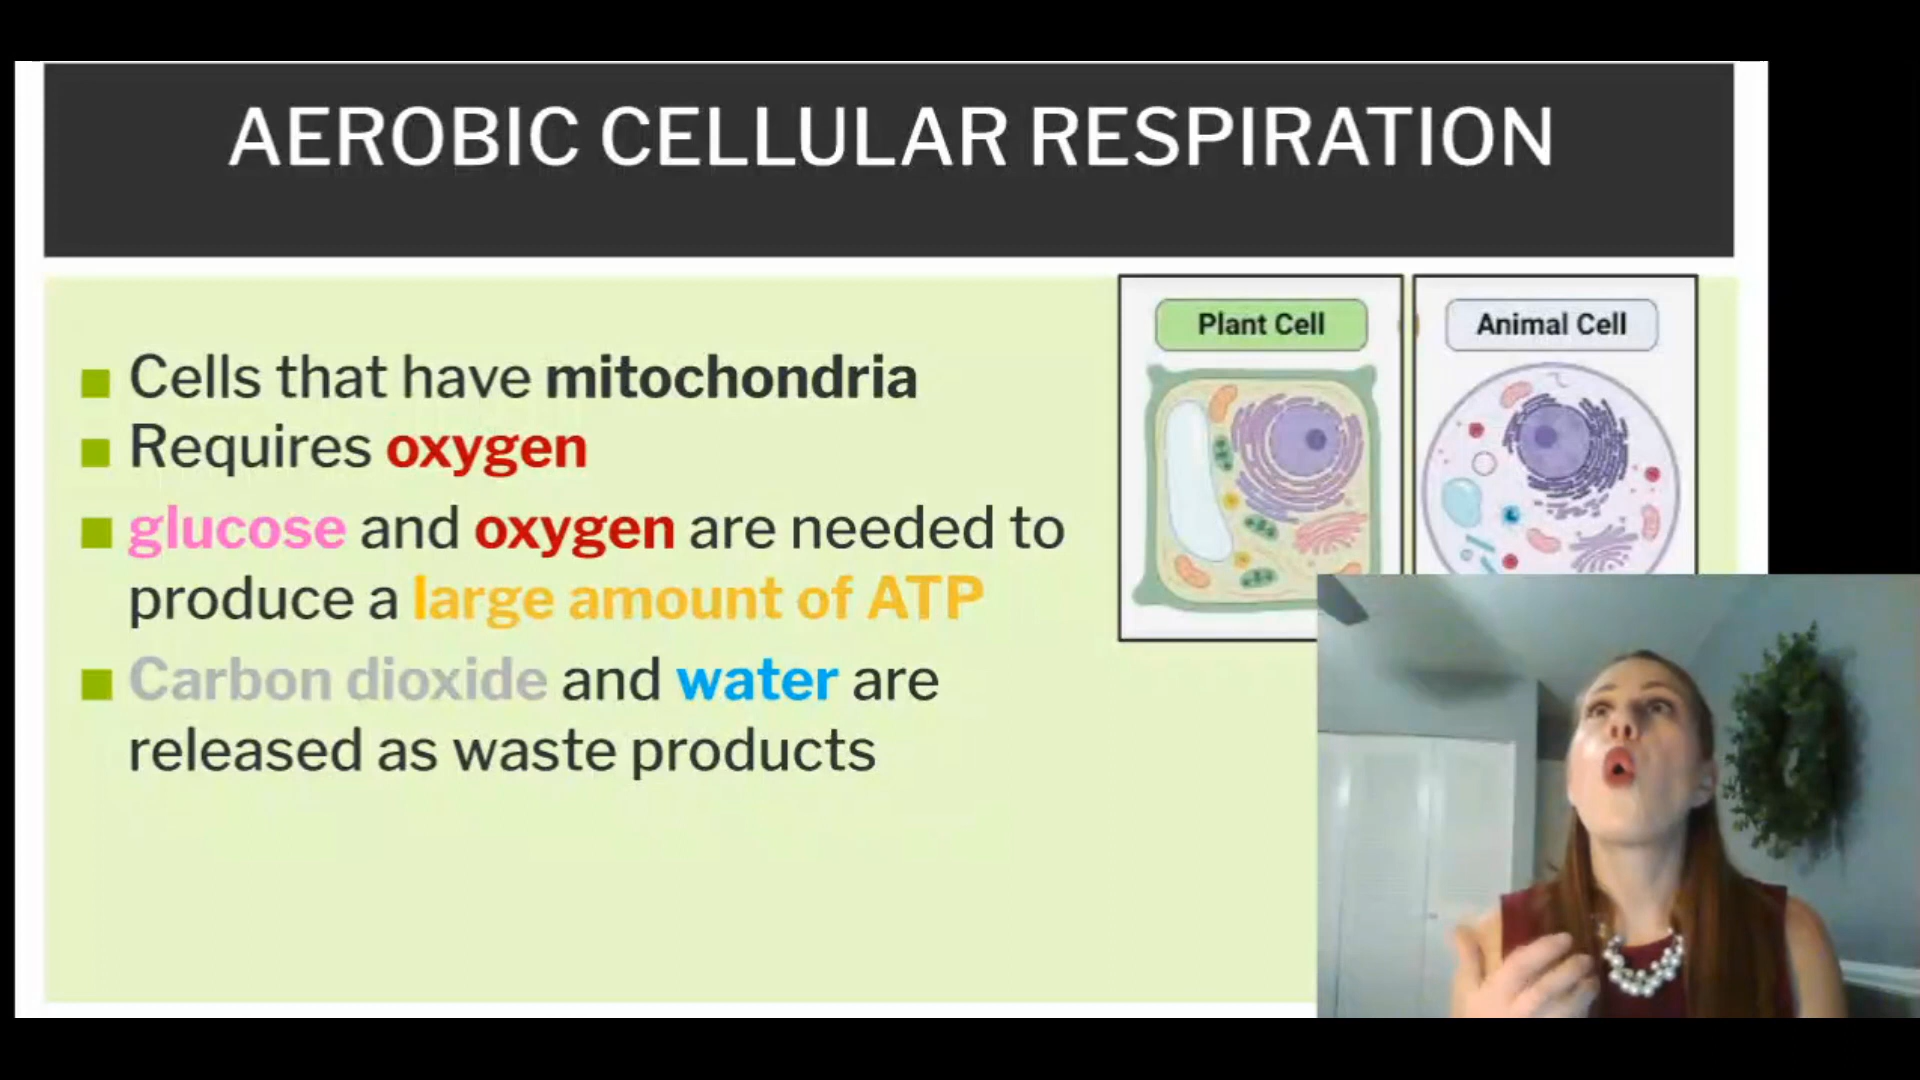 AEROBIC CELLULAR RESPIRATION
Plant Cell
Animal Cell
Cells that have mitochondria
Requires oxygen
glucose and oxygen are needed to
produce a large amount of ATP
Carbon dioxide and water are
released as waste products